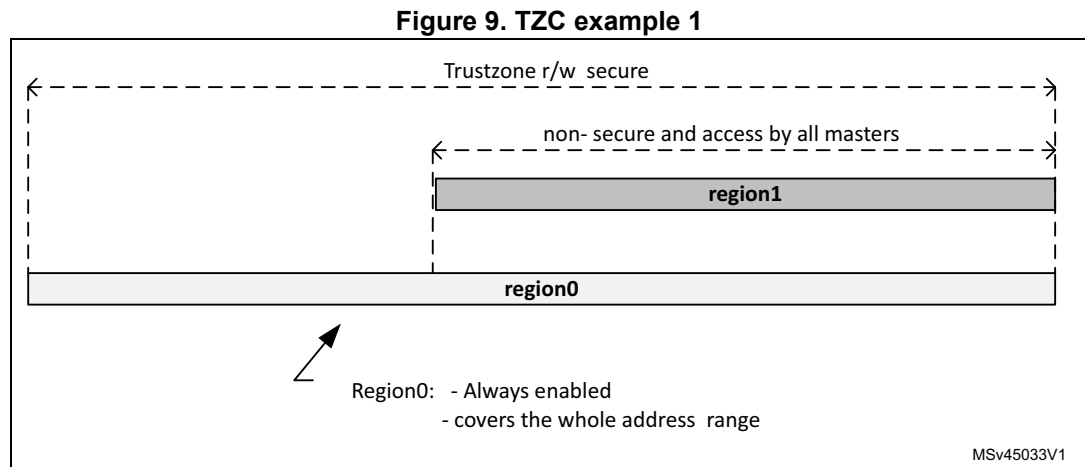 Figure 9. TZC example 1
Trustzone r/w secure
non- secure and access by all masters
region1
region0
Region0: - Always enabled
- covers the whole address range
MSv45033V1